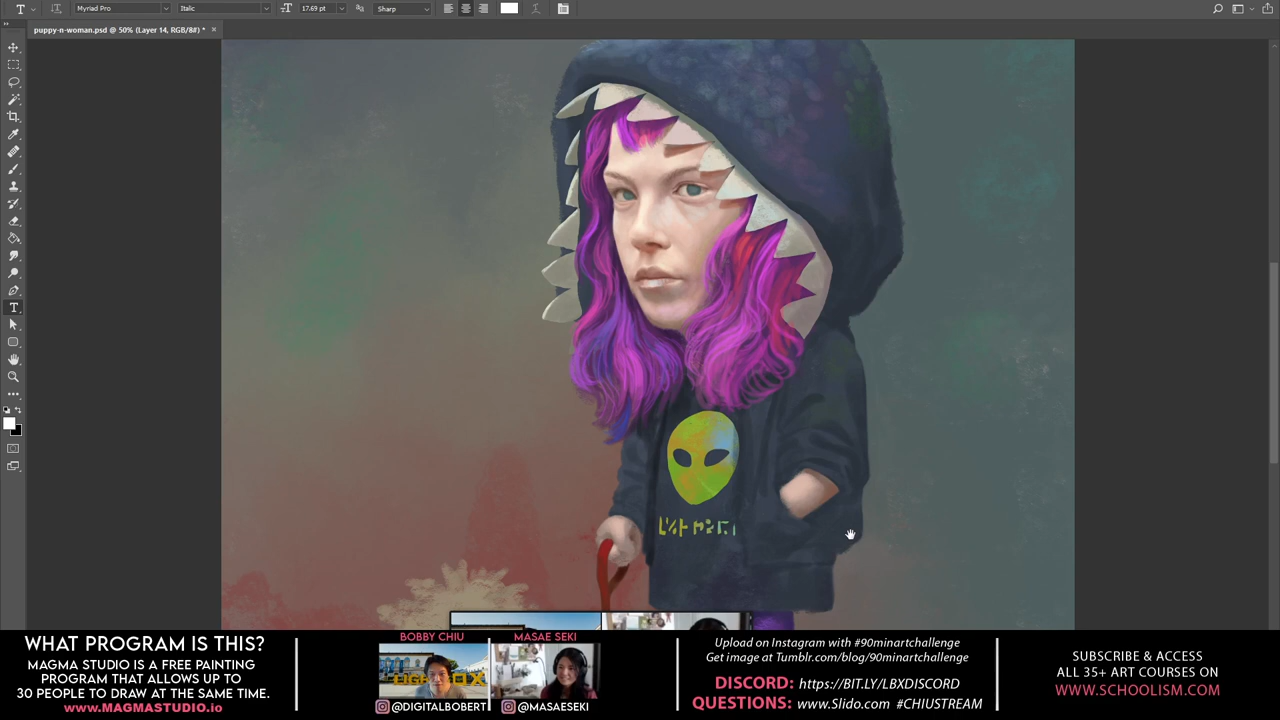 Myriad Pro
Italic
17.69 pt
Sharp
puppy-n-woman.psd @ 50% (Layer 14, RGB/8#) *
WHAT PROGRAM IS THIS?
MAGMA STUDIO IS A FREE PAINTING
PROGRAM THAT ALLOWS UP TO
30 PEOPLE TO DRAW AT THE SAME TIME.
www.MAGMASTUDIO.io
BOBBY CHIU
MASAE SEKI
@DIGITALBOBERT
@MASAESEKI
Upload on Instagram with #90minartchallenge
Get image at Tumblr.com/blog/90minartchallenge
DISCORD: https://BIT.LY/LBXDISCORD
QUESTIONS: www.Slido.com #CHIUSTREAM
SUBSCRIBE & ACCESS
ALL 35+ ART COURSES ON
WWW.SCHOOLISM.COM